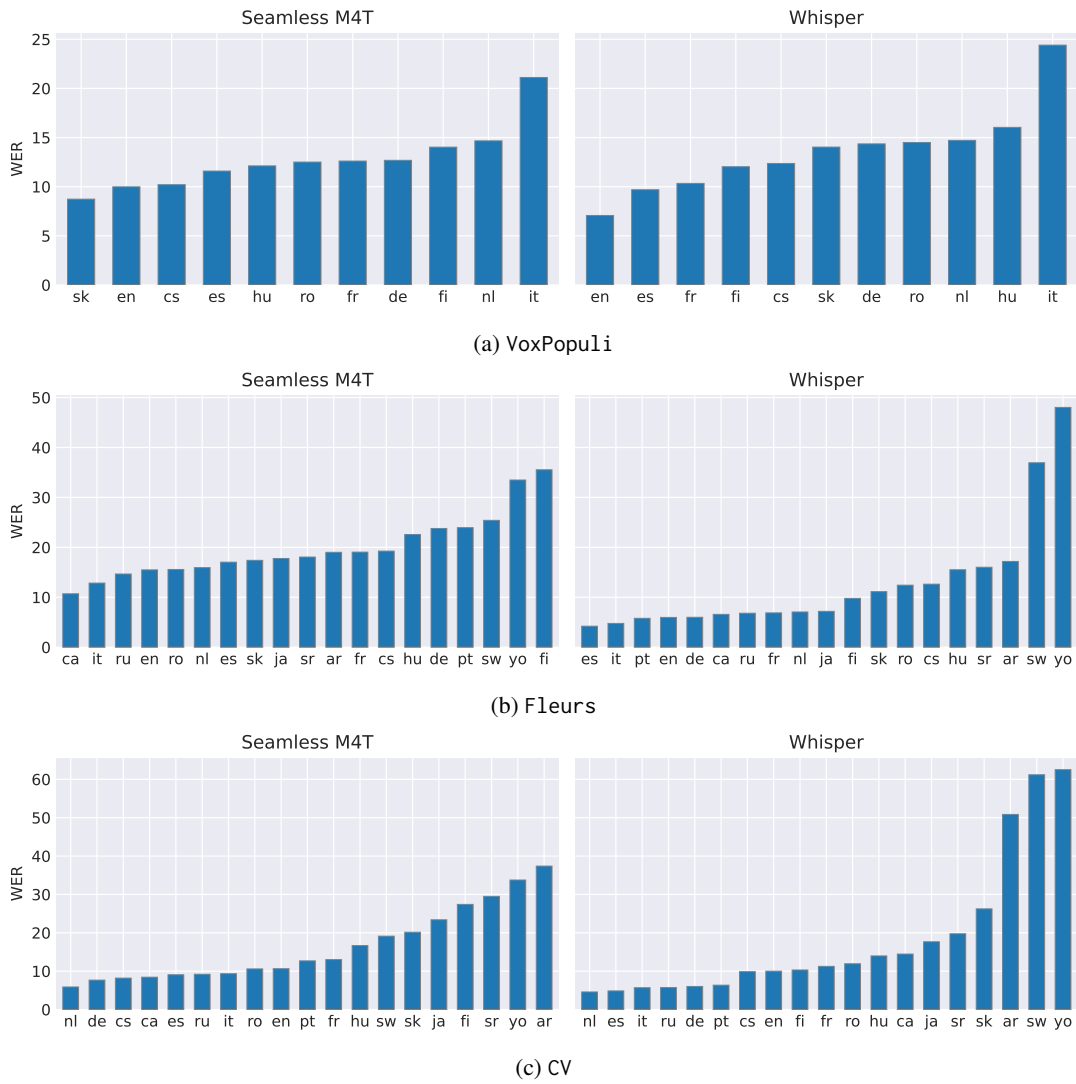 Seamless M4T Whisper
25
20
15
10
5
0
WER
sk en cs es hu ro fr de fi nl it
en es fr fi cs sk de ro nl hu it
(a) VoxPopuli
Seamless M4T Whisper
50
40
30
20
10
0
WER
ca it ru en ro nl es sk ja sr ar fr cs hu de pt sw yo fi
es it pt en de ca ru fr nl ja fi sk ro cs hu sr ar sw yo
(b) Fleurs
Seamless M4T Whisper
60
50
40
30
20
10
0
WER
nl de cs ca es ru it ro en pt fr hu sw sk ja fi sr yo ar
nl es it ru de pt cs en fi fr ro hu ca ja sr sk ar sw yo
(c) CV